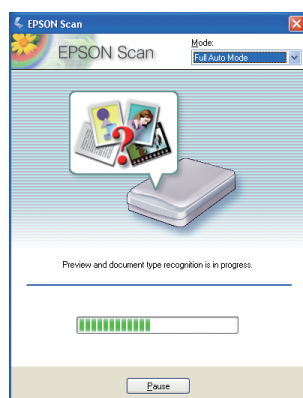 EPSON Scan
EPSON Scan
Mode:
Full Auto Mode
?
Preview and document type recognition is in progress.
Pause